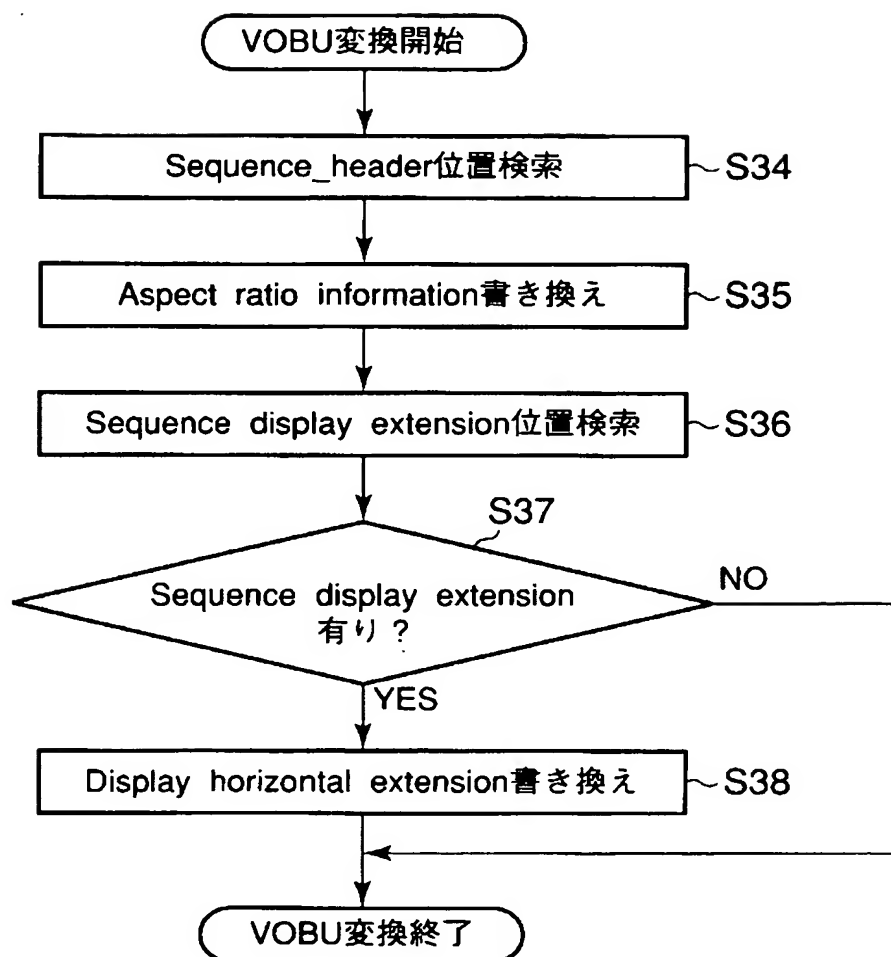 VOBU変換開始
Sequence_header位置検索
S34
Aspect ratio information書き換え
S35
Sequence display extension位置検索
S36
S37
Sequence display extension
有り?
NO
YES
Display horizontal extension書き換え
S38
VOBU変換終了